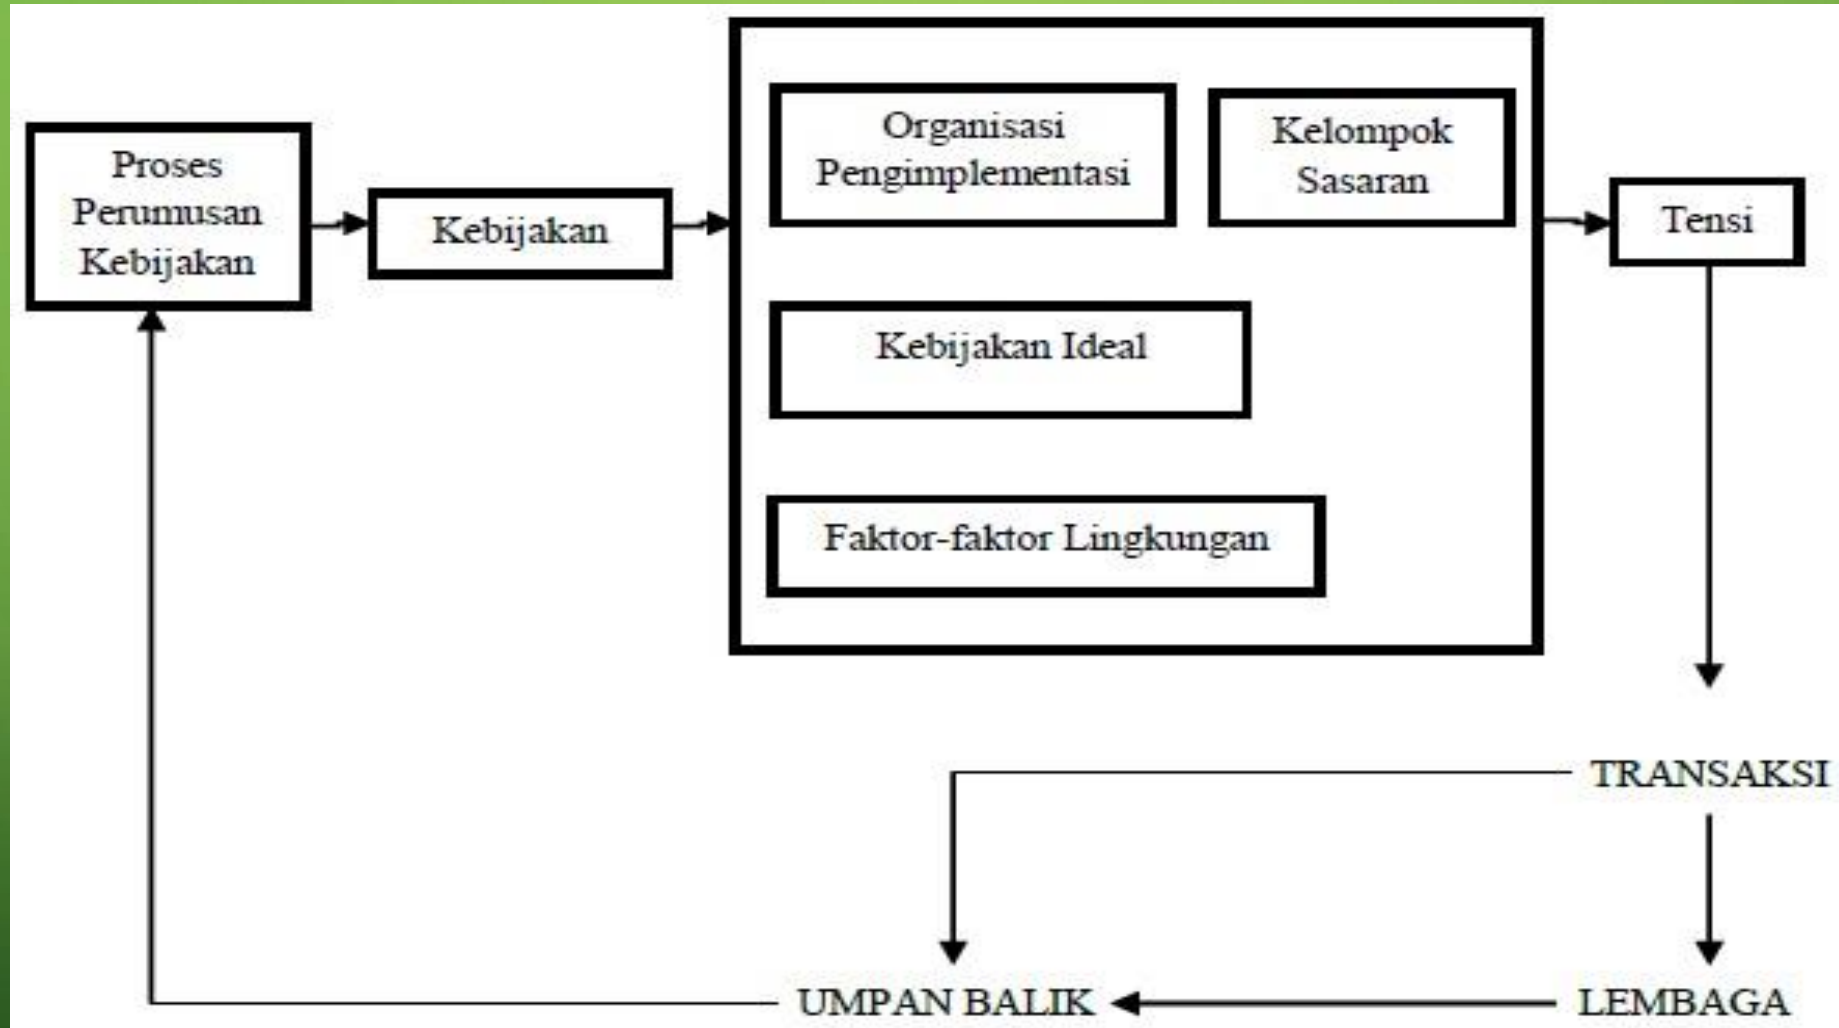 Proses
Perumusan
Kebijakan
Kebijakan
Organisasi
Pengimplementasi
Kelompok
Sasaran
Kebijakan Ideal
Faktor-faktor Lingkungan
Tensi
TRANSAKSI
UMPAN BALIK
LEMBAGA